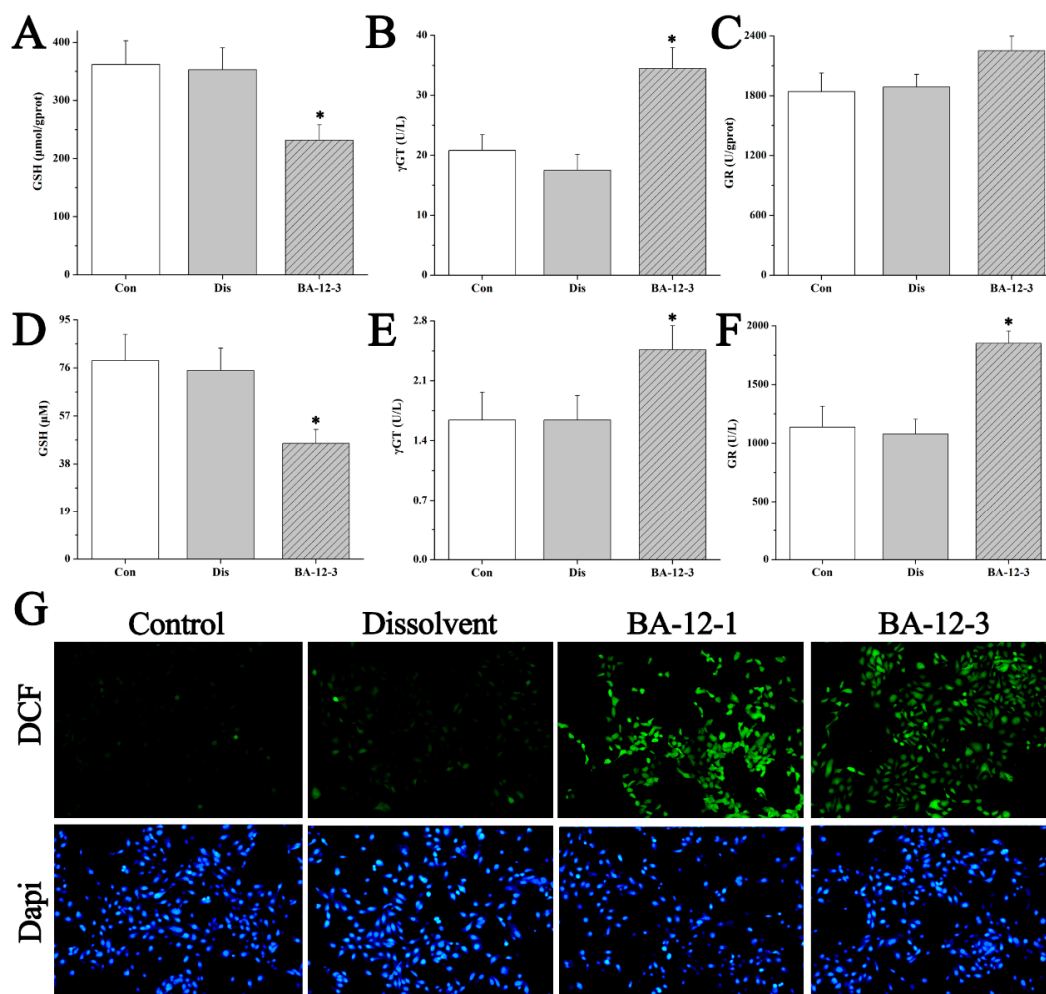 A
GSH (μmol/gprot)
400
300
200
100
0
Con Dis BA-12-3
*
B
γGT (U/L)
40
30
20
10
0
Con Dis BA-12-3
*
C
GR (U/gprot)
2400
1800
1200
600
0
Con Dis BA-12-3
D
GSH (μM)
95
76
57
38
19
0
Con Dis BA-12-3
*
E
γGT (U/L)
2.8
2.1
1.4
0.7
0.0
Con Dis BA-12-3
*
F
GR (U/L)
2000
1500
1000
500
0
Con Dis BA-12-3
*
G
Control Dissolvent BA-12-1 BA-12-3
DCF
Dapi